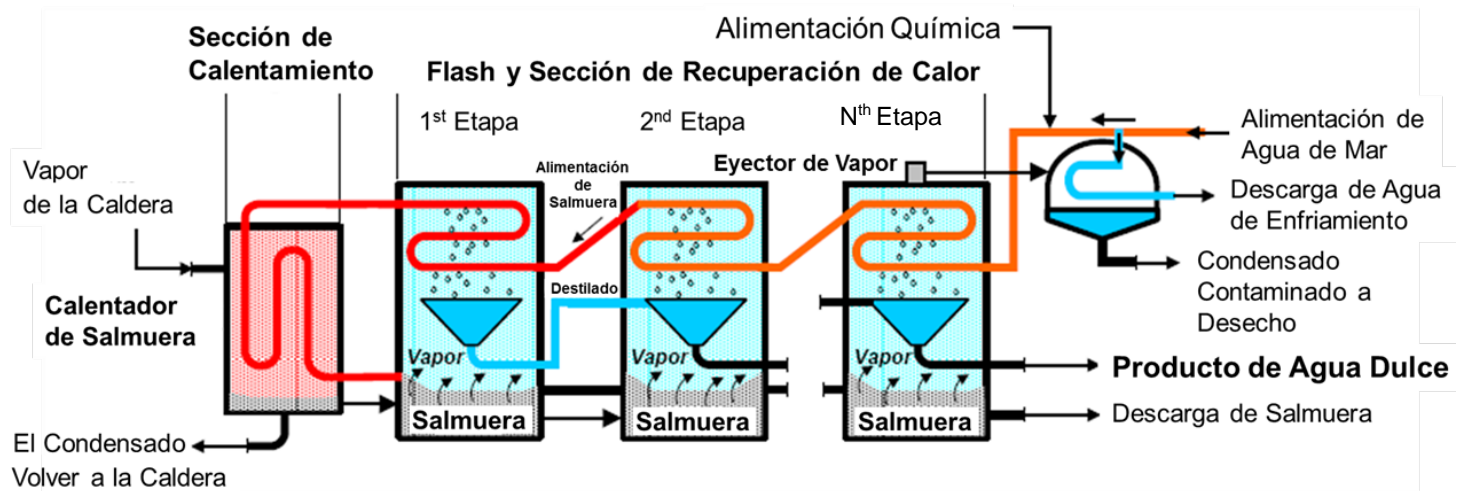 Alimentación Química
Sección de
Calentamiento
Flash y Sección de Recuperación de Calor
1st Etapa
2nd Etapa
Nth Etapa
Alimentación de
Agua de Mar
Eyector de Vapor
Vapor
de la Caldera
Alimentación
de
Salmuera
Descarga de Agua
de Enfriamiento
Condensado
Contaminado a
Desecho
Calentador
de Salmuera
Destilado
Vapor
Vapor
Vapor
Producto de Agua Dulce
Salmuera
Salmuera
Salmuera
Descarga de Salmuera
El Condensado
Volver a la Caldera